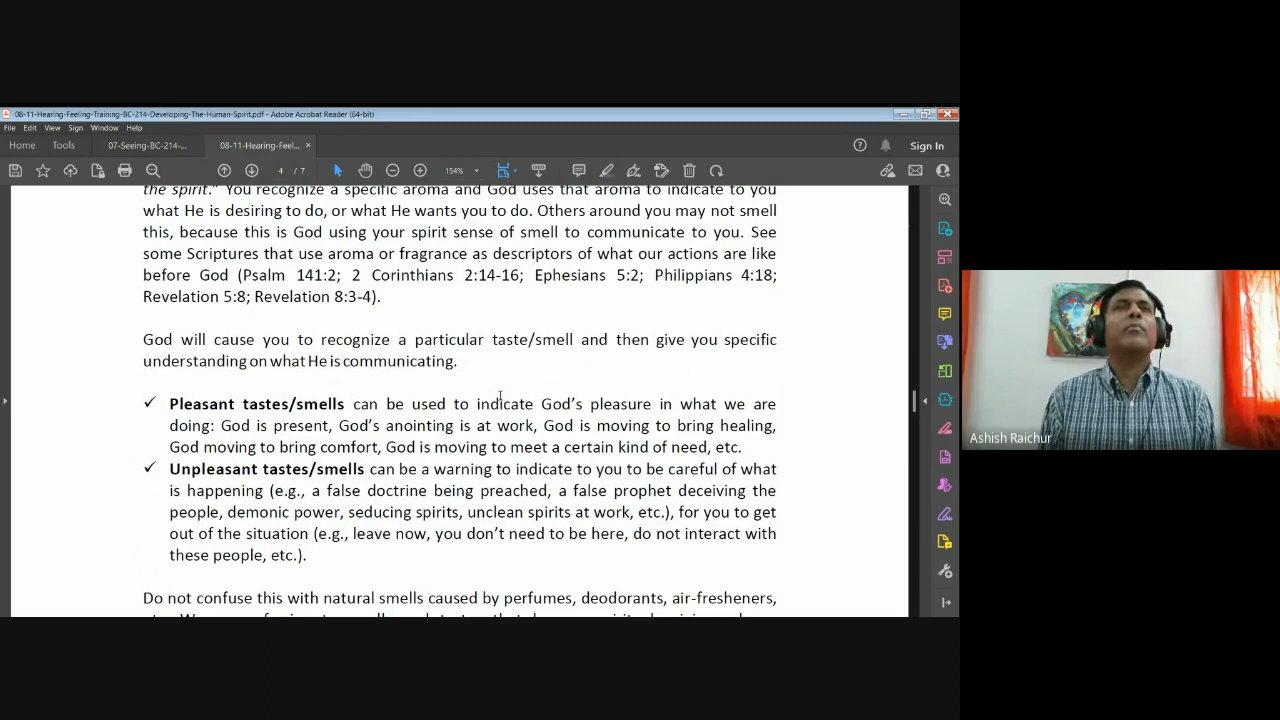 08-11-Hearing-Feeling-Training-BC-214-Developing-The-Human-Spirit.pdf - Adobe Acrobat Reader (64-bit)
File Edit View Sign Window Help
Home Tools 07-Seeing-BC-214-... 08-11-Hearing-Feel... × Sign In
4 / 7 154%
the spirit." You recognize a specific aroma and God uses that aroma to indicate to you
what He is desiring to do, or what He wants you to do. Others around you may not smell
this, because this is God using your spirit sense of smell to communicate to you. See
some Scriptures that use aroma or fragrance as descriptors of what our actions are like
before God (Psalm 141:2; 2 Corinthians 2:14-16; Ephesians 5:2; Philippians 4:18;
Revelation 5:8; Revelation 8:3-4).
God will cause you to recognize a particular taste/smell and then give you specific
understanding on what He is communicating.
✓ Pleasant tastes/smells can be used to indicate God's pleasure in what we are
doing: God is present, God's anointing is at work, God is moving to bring healing,
God moving to bring comfort, God is moving to meet a certain kind of need, etc.
✓ Unpleasant tastes/smells can be a warning to indicate to you to be careful of what
is happening (e.g., a false doctrine being preached, a false prophet deceiving the
people, demonic power, seducing spirits, unclean spirits at work, etc.), for you to get
out of the situation (e.g., leave now, you don't need to be here, do not interact with
these people, etc.).
Do not confuse this with natural smells caused by perfumes, deodorants, air-fresheners,
Ashish Raichur